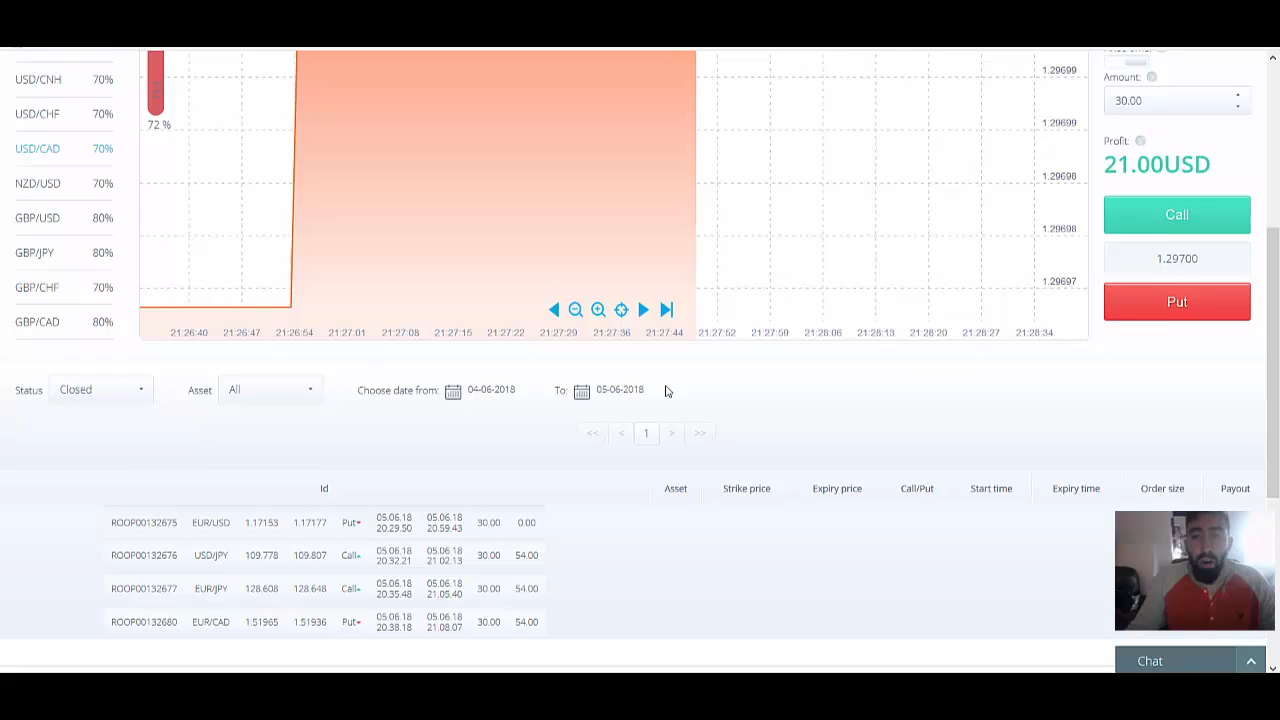 USD/CNH 70%
USD/CHF 70%
USD/CAD 70%
NZD/USD 70%
GBP/USD 80%
GBP/JPY 80%
GBP/CHF 70%
GBP/CAD 80%
72 %
1.29699
1.29699
1.29698
1.29698
1.29697
21:26:40 21:26:47 21:26:54 21:27:01 21:27:08 21:27:15 21:27:22 21:27:29 21:27:36 21:27:44 21:27:52 21:27:59 21:28:06 21:28:13 21:28:20 21:28:27 21:28:34
Amount:
30.00
Profit:
21.00USD
Call
1.29700
Put
Status Closed Asset All Choose date from: 04-06-2018 To: 05-06-2018
<< < 1 > >>
Id Asset Strike price Expiry price Call/Put Start time Expiry time Order size Payout
ROOP00132675 EUR/USD 1.17153 1.17177 Put 05.06.18 20.29.50 05.06.18 20.59.43 30.00 0.00
ROOP00132676 USD/JPY 109.778 109.807 Call 05.06.18 20.32.21 05.06.18 21.02.13 30.00 54.00
ROOP00132677 EUR/JPY 128.608 128.648 Call 05.06.18 20.35.48 05.06.18 21.05.40 30.00 54.00
ROOP00132680 EUR/CAD 1.51965 1.51936 Put 05.06.18 20.38.18 05.06.18 21.08.07 30.00 54.00
Chat